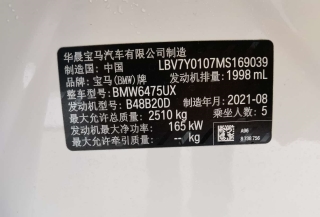 华晨宝马汽车有限公司制造
制造国：中国 LBV7Y0107MS169039
品牌：宝马(BMW)牌 发动机排量：1998 mL
整车型号：BMW6475UX
发动机型号：B48B20D 制造年月：2021-08
最大允许总质量：2510 kg 乘坐人数：5
发动机最大净功率：165 kW
最大允许牵引质量：-- kg
A96